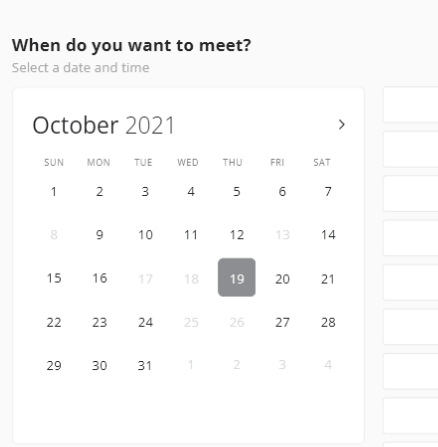 When do you want to meet?
Select a date and time
October 2021 >
SUN MON TUE WED THU FRI SAT
1 2 3 4 5 6 7
8 9 10 11 12 13 14
15 16 17 18 19 20 21
22 23 24 25 26 27 28
29 30 31 1 2 3 4